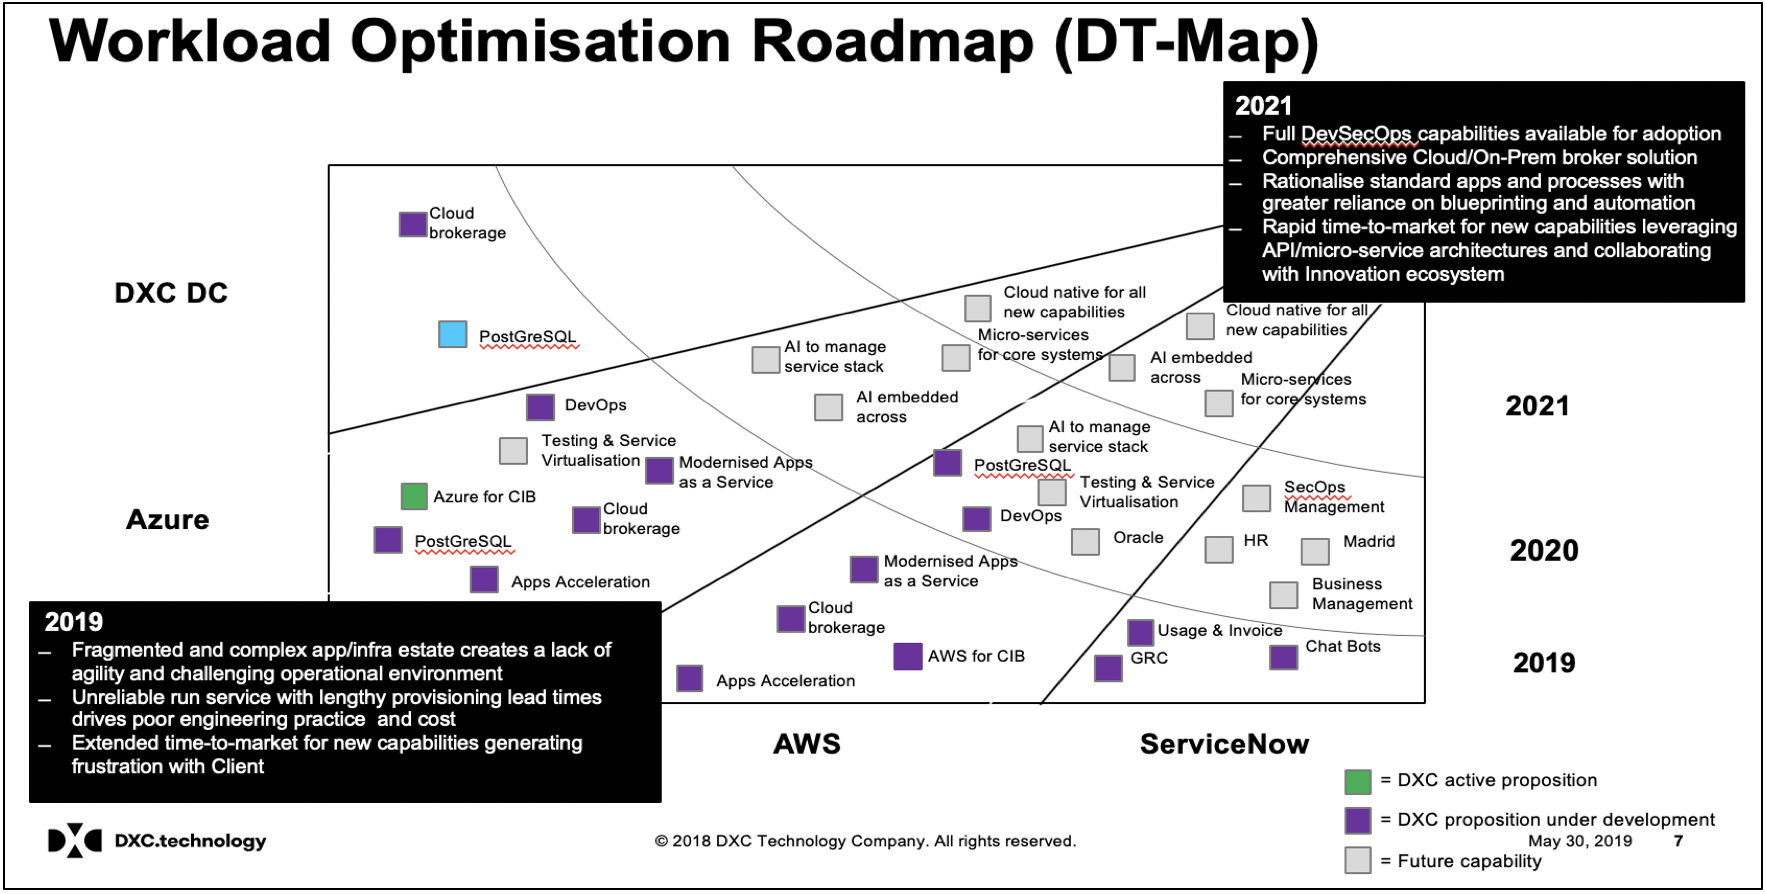 Workload Optimisation Roadmap (DT-Map)
2021
– Full DevSecOps capabilities available for adoption
– Comprehensive Cloud/On-Prem broker solution
– Rationalise standard apps and processes with
greater reliance on blueprinting and automation
– Rapid time-to-market for new capabilities leveraging
API/micro-service architectures and collaborating
with Innovation ecosystem
DXC DC
Cloud
brokerage
PostGreSQL
Cloud native for all
new capabilities
Micro-services
for core systems
AI to manage
service stack
AI embedded
across
Cloud native for all
new capabilities
AI embedded
across
Micro-services
for core systems
2021
Azure
DevOps
Testing & Service
Virtualisation
Modernised Apps
as a Service
Azure for CIB
Cloud
brokerage
PostGreSQL
Apps Acceleration
AI to manage
service stack
PostGreSQL
Testing & Service
Virtualisation
DevOps
Oracle
Modernised Apps
as a Service
Cloud
brokerage
AWS for CIB
Apps Acceleration
SecOps
Management
HR
Madrid
Business
Management
2020
Usage & Invoice
GRC
Chat Bots
2019
2019
– Fragmented and complex app/infra estate creates a lack of
agility and challenging operational environment
– Unreliable run service with lengthy provisioning lead times
drives poor engineering practice and cost
– Extended time-to-market for new capabilities generating
frustration with Client
AWS
ServiceNow
= DXC active proposition
= DXC proposition under development
= Future capability
DXC.technology
© 2018 DXC Technology Company. All rights reserved.
May 30, 2019 7